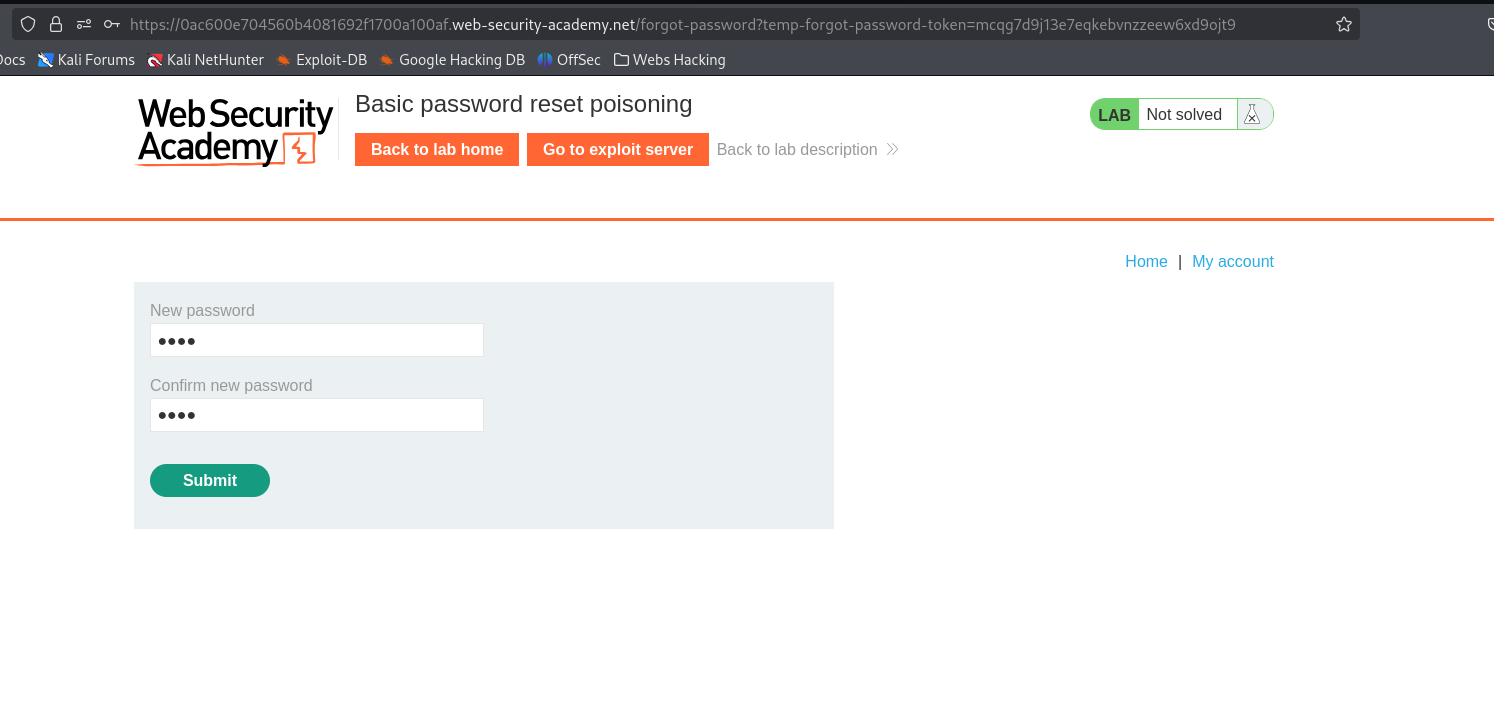 https://0ac600e704560b4081692f1700a100af.web-security-academy.net/forgot-password?temp-forgot-password-token=mcqg7d9j13e7eqkebvnzzeew6xd9ojt9
Docs Kali Forums Kali NetHunter Exploit-DB Google Hacking DB OffSec Webs Hacking
Web Security
Academy
Basic password reset poisoning
Back to lab home Go to exploit server Back to lab description
LAB Not solved
Home | My account
New password
Confirm new password
Submit